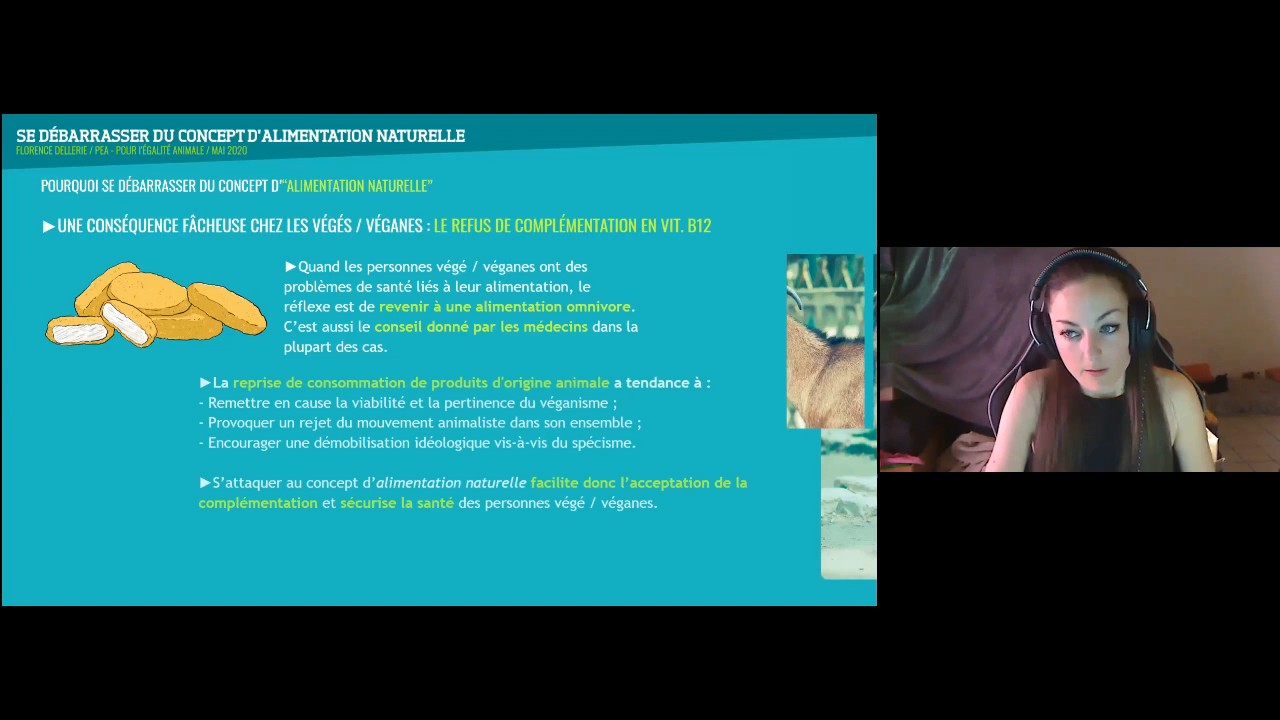 SE DÉBARRASSER DU CONCEPT D'ALIMENTATION NATURELLE
FLORENCE DELLERIE / PEA - POUR L'ÉGALITÉ ANIMALE / MAI 2020
POURQUOI SE DÉBARRASSER DU CONCEPT D'"ALIMENTATION NATURELLE"
►UNE CONSÉQUENCE FÂCHEUSE CHEZ LES VÉGÉS / VÉGANES : LE REFUS DE COMPLÉMENTATION EN VIT. B12
►Quand les personnes végé / véganes ont des
problèmes de santé liés à leur alimentation, le
réflexe est de revenir à une alimentation omnivore.
C'est aussi le conseil donné par les médecins dans la
plupart des cas.
►La reprise de consommation de produits d'origine animale a tendance à :
- Remettre en cause la viabilité et la pertinence du véganisme ;
- Provoquer un rejet du mouvement animaliste dans son ensemble ;
- Encourager une démobilisation idéologique vis-à-vis du spécisme.
►S'attaquer au concept d'alimentation naturelle facilite donc l'acceptation de la
complémentation et sécurise la santé des personnes végé / véganes.